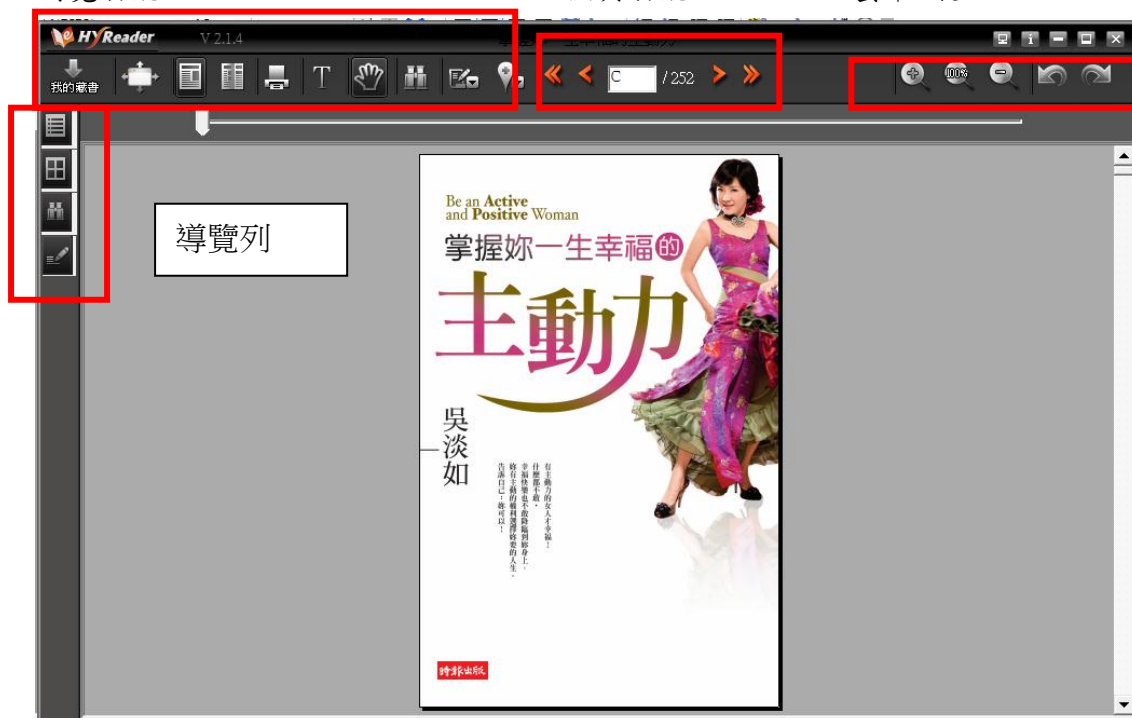 HyReader V 2.1.4
我的藏書
T
C / 252
100%
導覽列
Be an Active
and Positive Woman
掌握妳一生幸福的
主動力
吳淡如
有主動力的女人才幸福！
什麼都不敢，
幸福快樂也不敢降臨到妳身上。
妳有主動的權利選擇妳要的人生。
告訴自己：妳可以！
時報出版